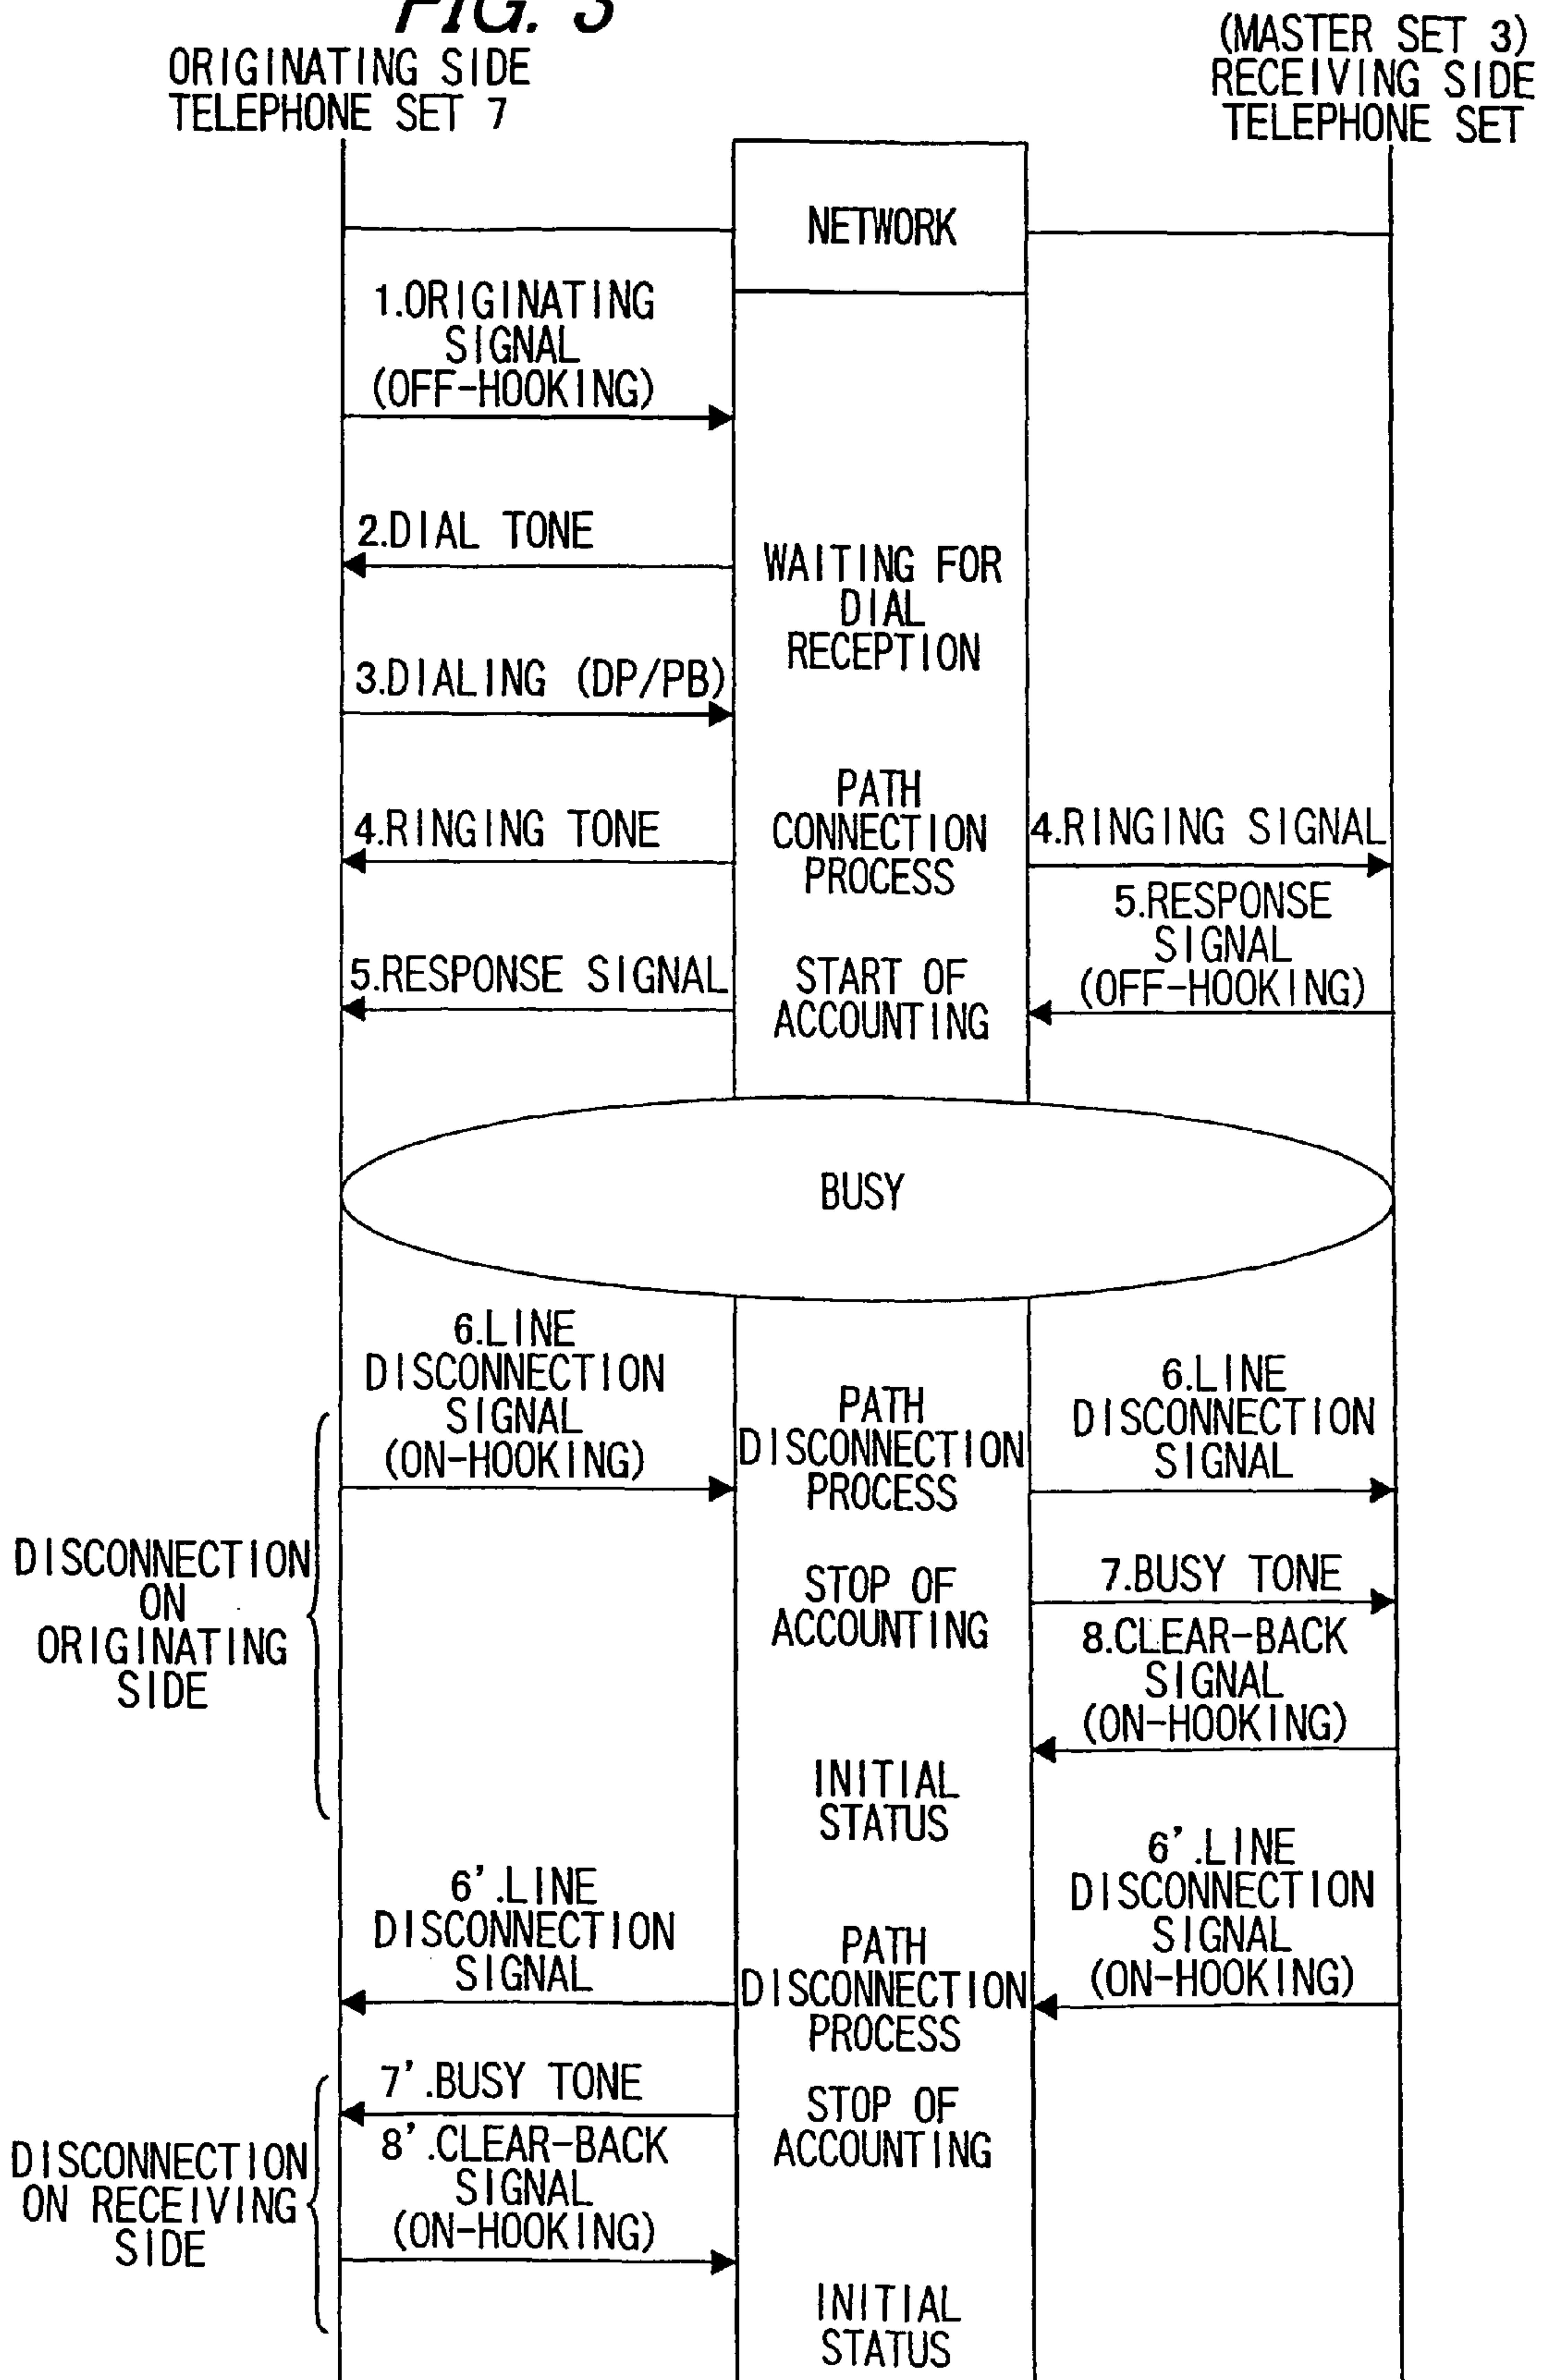 FIG. 3
ORIGINATING SIDE
TELEPHONE SET 7
(MASTER SET 3)
RECEIVING SIDE
TELEPHONE SET
NETWORK
1.ORIGINATING
SIGNAL
(OFF-HOOKING)
2.DIAL TONE
WAITING FOR
DIAL
RECEPTION
3.DIALING (DP/PB)
PATH
CONNECTION
PROCESS
4.RINGING TONE
4.RINGING SIGNAL
5.RESPONSE
SIGNAL
(OFF-HOOKING)
5.RESPONSE SIGNAL
START OF
ACCOUNTING
BUSY
6.LINE
DISCONNECTION
SIGNAL
(ON-HOOKING)
PATH
DISCONNECTION
PROCESS
6.LINE
DISCONNECTION
SIGNAL
DISCONNECTION
ON
ORIGINATING
SIDE
STOP OF
ACCOUNTING
7.BUSY TONE
8.CLEAR-BACK
SIGNAL
(ON-HOOKING)
INITIAL
STATUS
6'.LINE
DISCONNECTION
SIGNAL
PATH
DISCONNECTION
PROCESS
6'.LINE
DISCONNECTION
SIGNAL
(ON-HOOKING)
7'.BUSY TONE
STOP OF
ACCOUNTING
8'.CLEAR-BACK
SIGNAL
(ON-HOOKING)
DISCONNECTION
ON RECEIVING
SIDE
INITIAL
STATUS